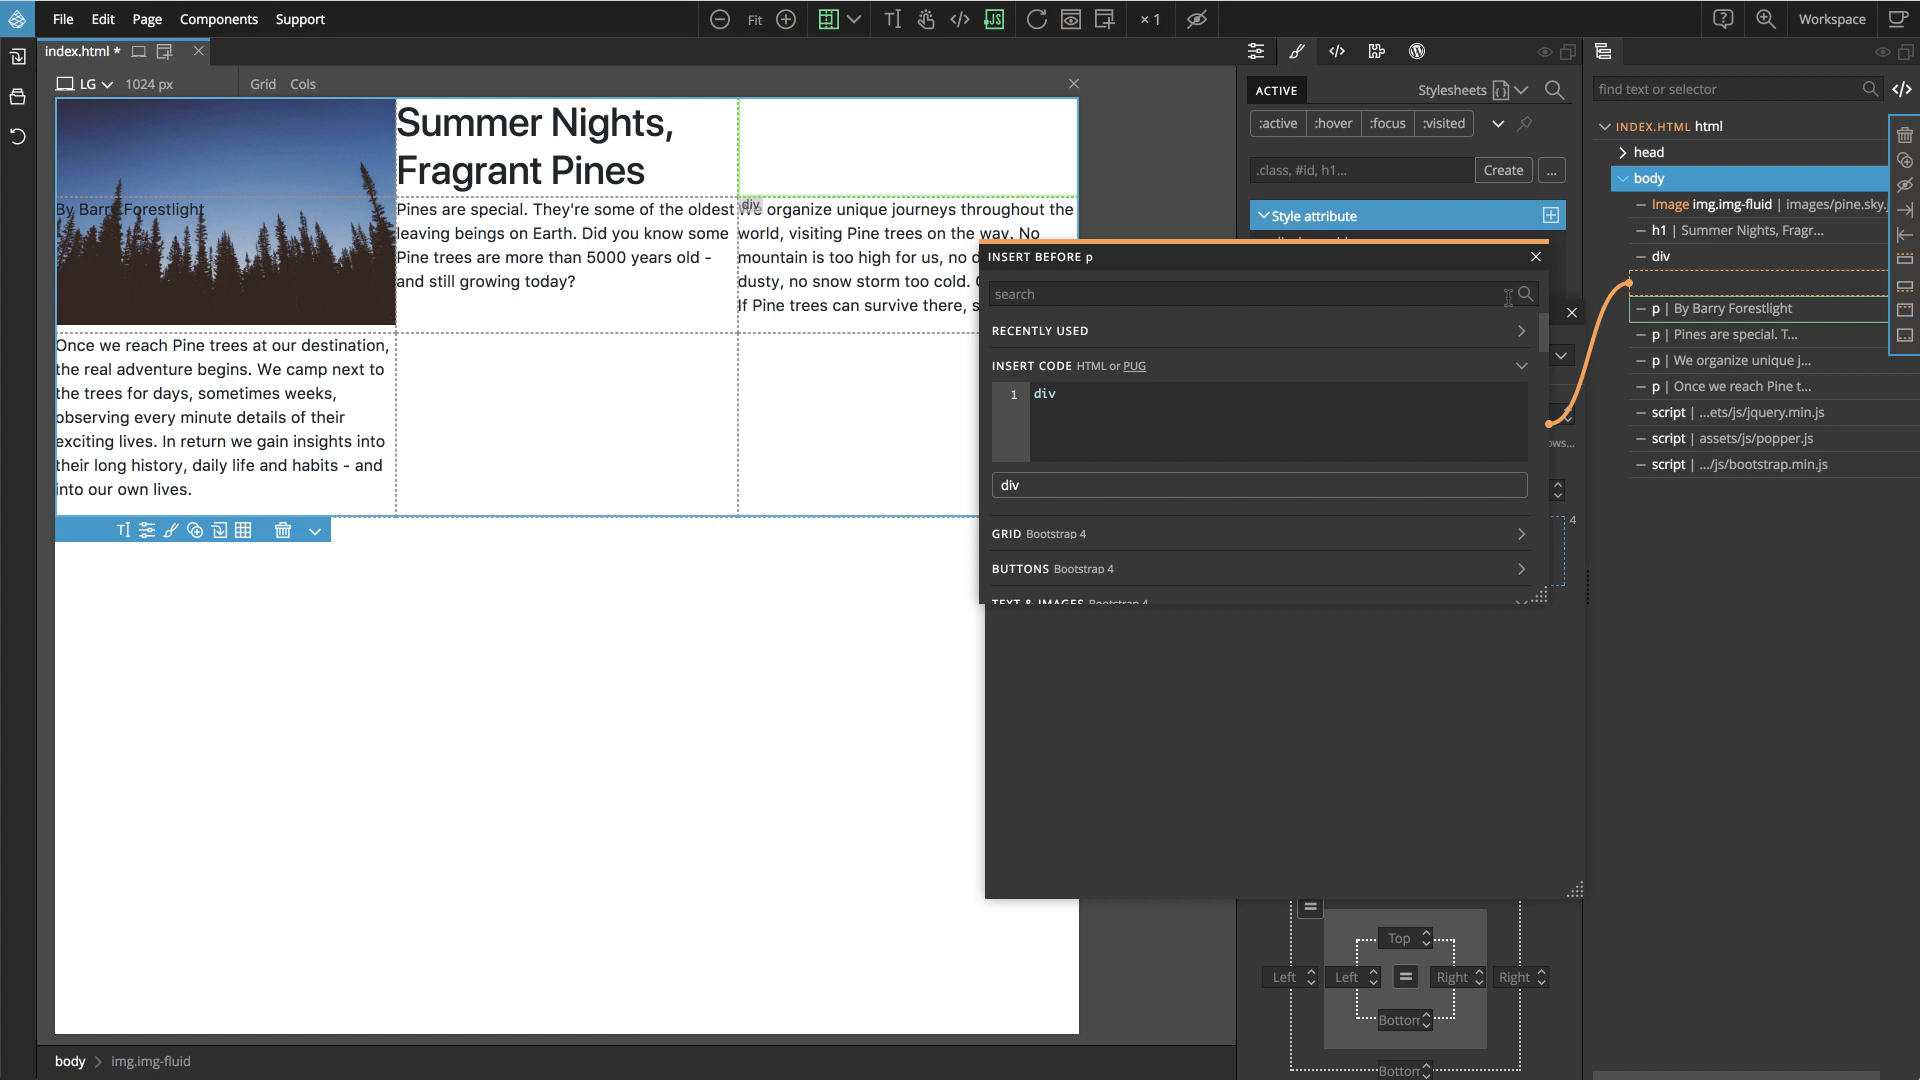 File Edit Page Components Support
Fit
× 1
Workspace
index.html *
LG 1024 px Grid Cols
Summer Nights,
Fragrant Pines
By Barry Forestlight
Pines are special. They're some of the oldest
leaving beings on Earth. Did you know some
Pine trees are more than 5000 years old -
and still growing today?
div
organize unique journeys throughout the
world, visiting Pine trees on the way. No
mountain is too high for us, no d
dusty, no snow storm too cold.
If Pine trees can survive there, s
Once we reach Pine trees at our destination,
the real adventure begins. We camp next to
the trees for days, sometimes weeks,
observing every minute details of their
exciting lives. In return we gain insights into
their long history, daily life and habits - and
into our own lives.
body img.img-fluid
ACTIVE
Stylesheets
:active :hover :focus :visited
.class, #id, h1... Create ...
Style attribute
INSERT BEFORE p
search
RECENTLY USED
INSERT CODE HTML or PUG
1 div
div
GRID Bootstrap 4
BUTTONS Bootstrap 4
TEXT & IMAGES Bootstrap 4
ows...
4
Top
Left Left Right Right
Bottom
Bottom
find text or selector
INDEX.HTML html
head
body
Image img.img-fluid | images/pine.sky.
h1 | Summer Nights, Fragr...
div
p | By Barry Forestlight
p | Pines are special. T...
p | We organize unique j...
p | Once we reach Pine t...
script | ...ets/js/jquery.min.js
script | assets/js/popper.js
script | .../js/bootstrap.min.js